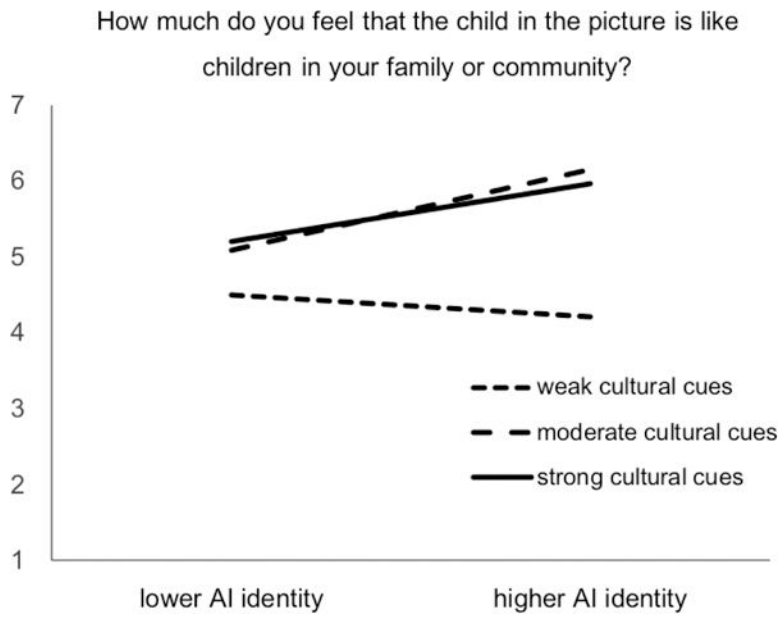 How much do you feel that the child in the picture is like
children in your family or community?
7
6
5
4
3
2
1
weak cultural cues
moderate cultural cues
strong cultural cues
lower AI identity
higher AI identity